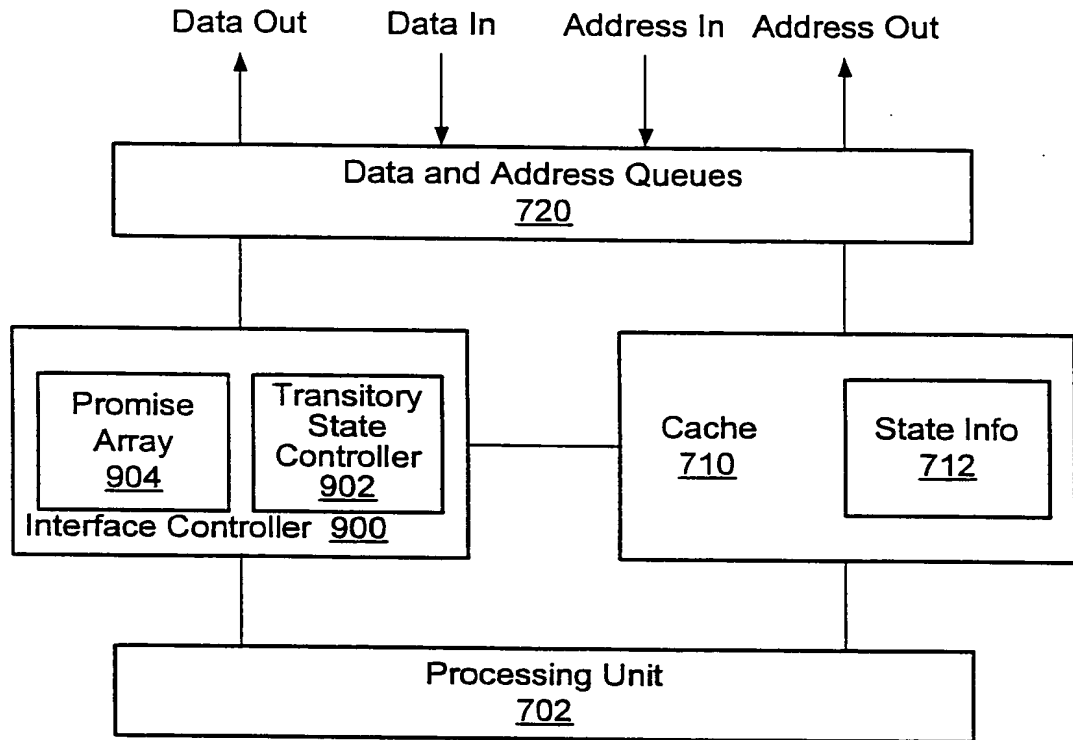 Data Out
Data In
Address In
Address Out
Data and Address Queues
720
Promise
Array
904
Transitory
State
Controller
902
Interface Controller 900
Cache
710
State Info
712
Processing Unit
702